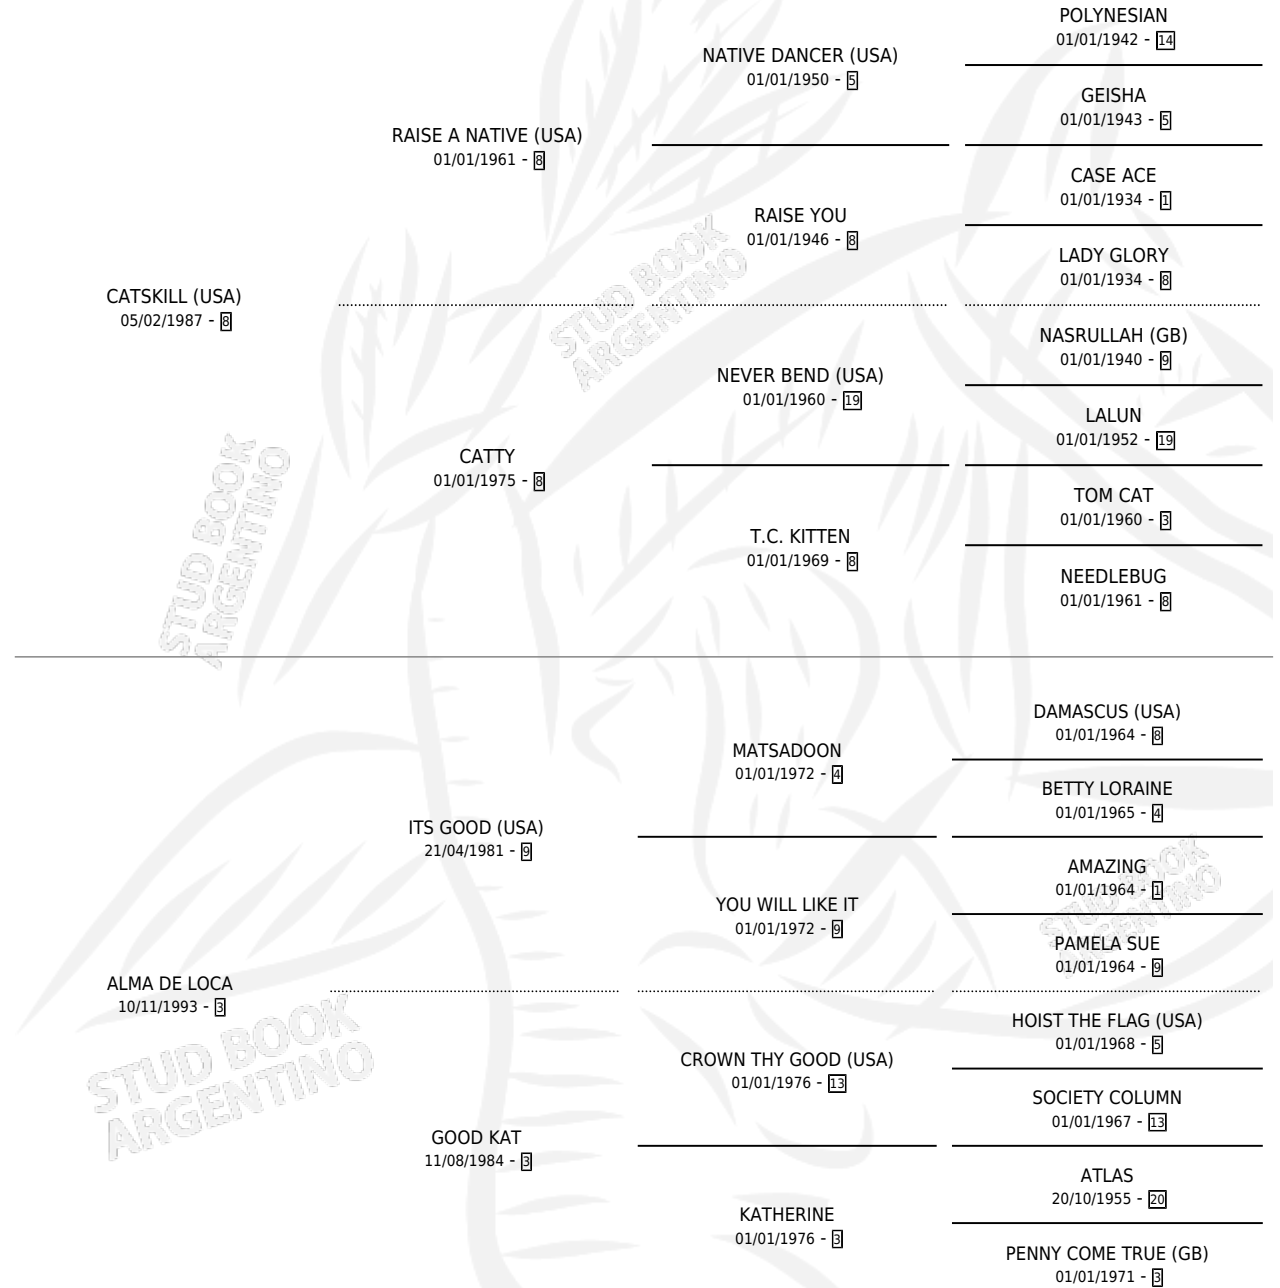 POLYNESIAN
01/01/1942 - 14
NATIVE DANCER (USA)
01/01/1950 - 5
GEISHA
01/01/1943 - 5
RAISE A NATIVE (USA)
01/01/1961 - 8
CASE ACE
01/01/1934 - 1
RAISE YOU
01/01/1946 - 8
LADY GLORY
01/01/1934 - 8
CATSKILL (USA)
05/02/1987 - 8
STUD BOOK
ARGENTINO
NASRULLAH (GB)
01/01/1940 - 9
NEVER BEND (USA)
01/01/1960 - 19
LALUN
01/01/1952 - 19
CATTY
01/01/1975 - 8
TOM CAT
01/01/1960 - 3
T.C. KITTEN
01/01/1969 - 8
NEEDLEBUG
01/01/1961 - 8
STUD BOOK
ARGENTINO
DAMASCUS (USA)
01/01/1964 - 8
MATSADOON
01/01/1972 - 4
BETTY LORAINE
01/01/1965 - 4
ITS GOOD (USA)
21/04/1981 - 9
AMAZING
01/01/1964 - 1
YOU WILL LIKE IT
01/01/1972 - 9
PAMELA SUE
01/01/1964 - 9
STUD BOOK
ARGENTINO
ALMA DE LOCA
10/11/1993 - 3
HOIST THE FLAG (USA)
01/01/1968 - 5
CROWN THY GOOD (USA)
01/01/1976 - 13
SOCIETY COLUMN
01/01/1967 - 13
STUD BOOK
ARGENTINO
GOOD KAT
11/08/1984 - 3
ATLAS
20/10/1955 - 20
KATHERINE
01/01/1976 - 3
PENNY COME TRUE (GB)
01/01/1971 - 3